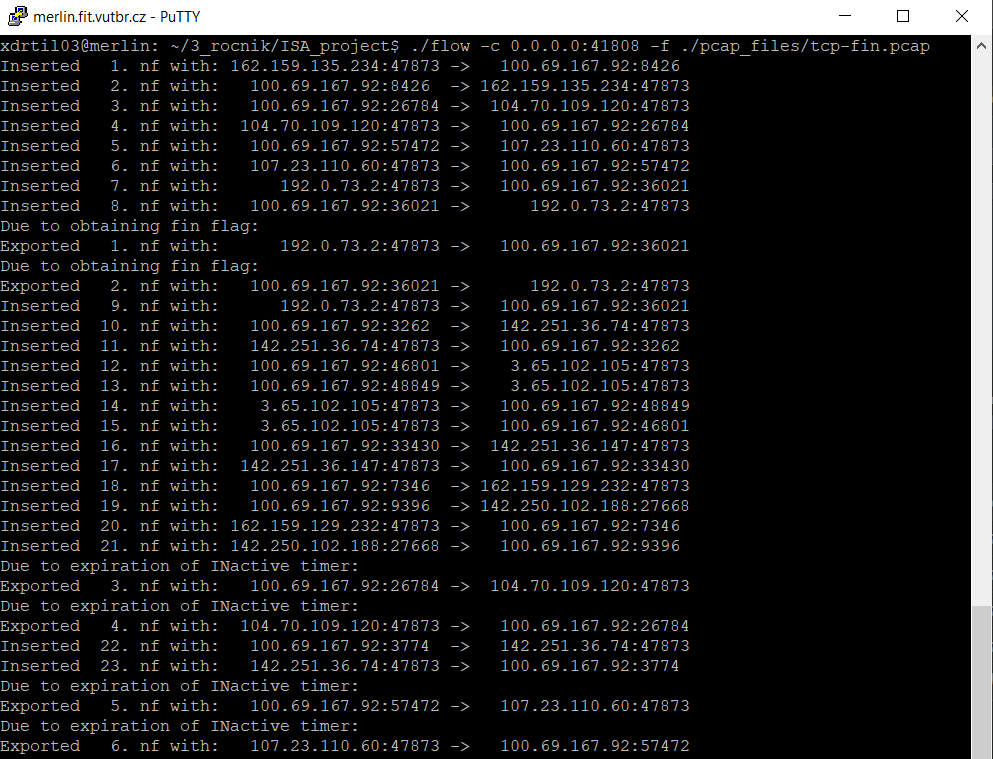 merlin.fit.vutbr.cz - PuTTY
xdrtil03@merlin: ~/3_rocnik/ISA_project$ ./flow -c 0.0.0.0:41808 -f ./pcap_files/tcp-fin.pcap
Inserted   1. nf with: 162.159.135.234:47873 ->   100.69.167.92:8426
Inserted   2. nf with:   100.69.167.92:8426  -> 162.159.135.234:47873
Inserted   3. nf with:   100.69.167.92:26784 ->  104.70.109.120:47873
Inserted   4. nf with:  104.70.109.120:47873 ->   100.69.167.92:26784
Inserted   5. nf with:   100.69.167.92:57472 ->   107.23.110.60:47873
Inserted   6. nf with:   107.23.110.60:47873 ->   100.69.167.92:57472
Inserted   7. nf with:      192.0.73.2:47873 ->   100.69.167.92:36021
Inserted   8. nf with:   100.69.167.92:36021 ->      192.0.73.2:47873
Due to obtaining fin flag:
Exported   1. nf with:      192.0.73.2:47873 ->   100.69.167.92:36021
Due to obtaining fin flag:
Exported   2. nf with:   100.69.167.92:36021 ->      192.0.73.2:47873
Inserted   9. nf with:      192.0.73.2:47873 ->   100.69.167.92:36021
Inserted  10. nf with:   100.69.167.92:3262  ->   142.251.36.74:47873
Inserted  11. nf with:   142.251.36.74:47873 ->   100.69.167.92:3262
Inserted  12. nf with:   100.69.167.92:46801 ->    3.65.102.105:47873
Inserted  13. nf with:   100.69.167.92:48849 ->    3.65.102.105:47873
Inserted  14. nf with:    3.65.102.105:47873 ->   100.69.167.92:48849
Inserted  15. nf with:    3.65.102.105:47873 ->   100.69.167.92:46801
Inserted  16. nf with:   100.69.167.92:33430 ->  142.251.36.147:47873
Inserted  17. nf with:  142.251.36.147:47873 ->   100.69.167.92:33430
Inserted  18. nf with:   100.69.167.92:7346  -> 162.159.129.232:47873
Inserted  19. nf with:   100.69.167.92:9396  -> 142.250.102.188:27668
Inserted  20. nf with: 162.159.129.232:47873 ->   100.69.167.92:7346
Inserted  21. nf with: 142.250.102.188:27668 ->   100.69.167.92:9396
Due to expiration of INactive timer:
Exported   3. nf with:   100.69.167.92:26784 ->  104.70.109.120:47873
Due to expiration of INactive timer:
Exported   4. nf with:  104.70.109.120:47873 ->   100.69.167.92:26784
Inserted  22. nf with:   100.69.167.92:3774  ->   142.251.36.74:47873
Inserted  23. nf with:   142.251.36.74:47873 ->   100.69.167.92:3774
Due to expiration of INactive timer:
Exported   5. nf with:   100.69.167.92:57472 ->   107.23.110.60:47873
Due to expiration of INactive timer:
Exported   6. nf with:   107.23.110.60:47873 ->   100.69.167.92:57472